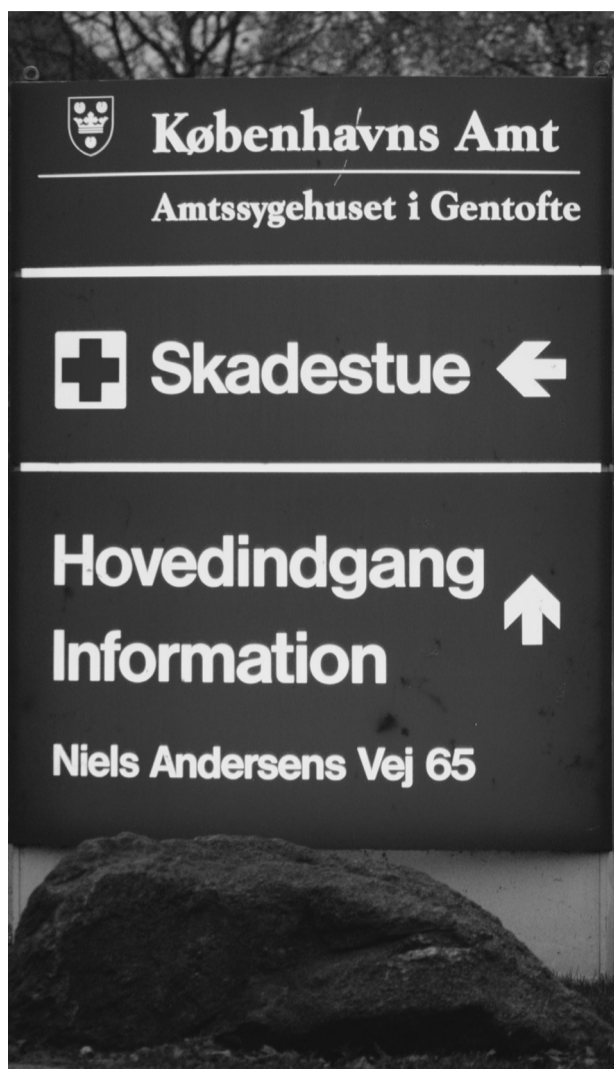 Københavns Amt
Amtssygehuset i Gentofte
Skadestue
Hovedindgang
Information
Niels Andersens Vej 65